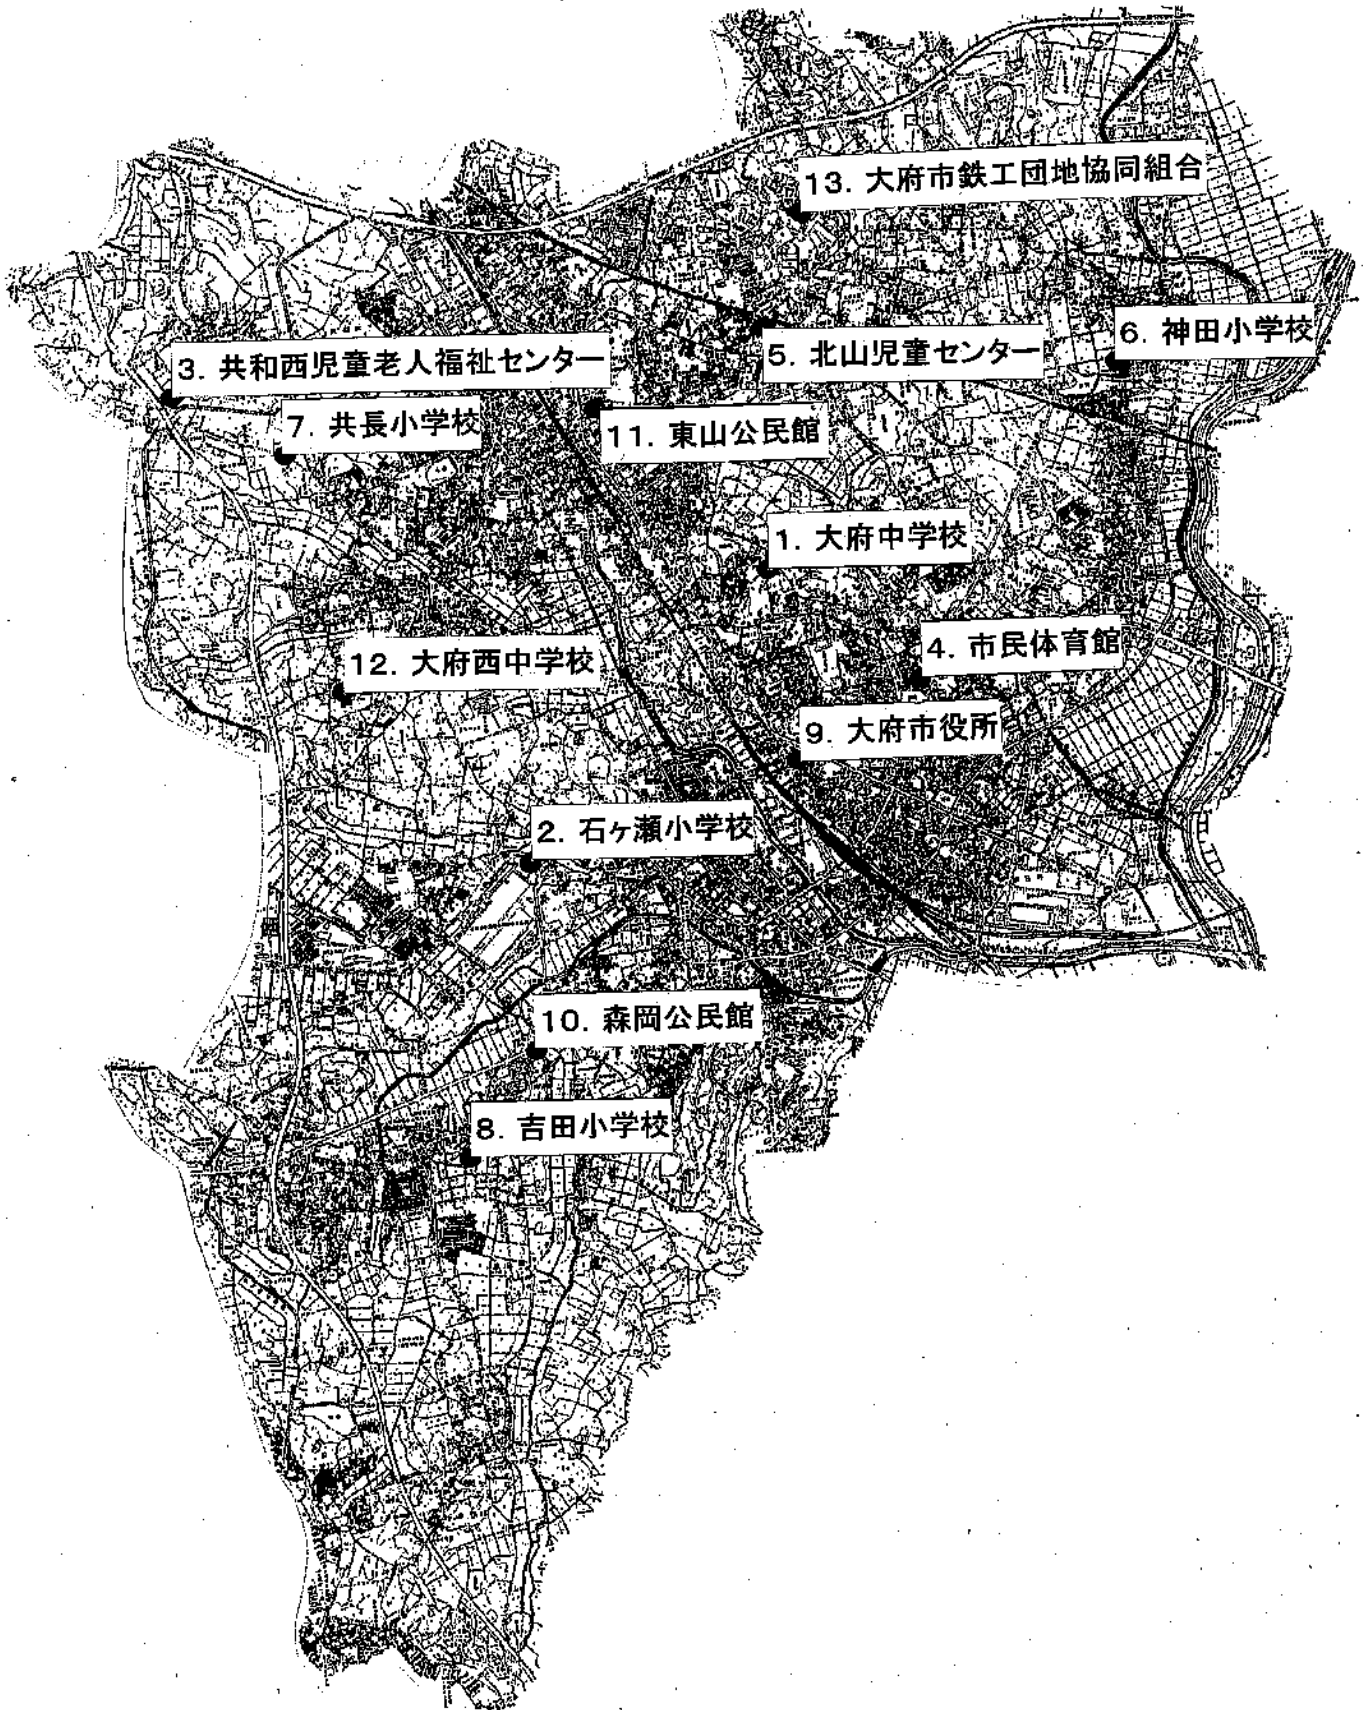 13. 大府市鉄工団地協同組合
6. 神田小学校
5. 北山児童センター
3. 共和西児童老人福祉センター
7. 共長小学校
11. 東山公民館
1. 大府中学校
4. 市民体育館
12. 大府西中学校
9. 大府市役所
2. 石ヶ瀬小学校
10. 森岡公民館
8. 吉田小学校